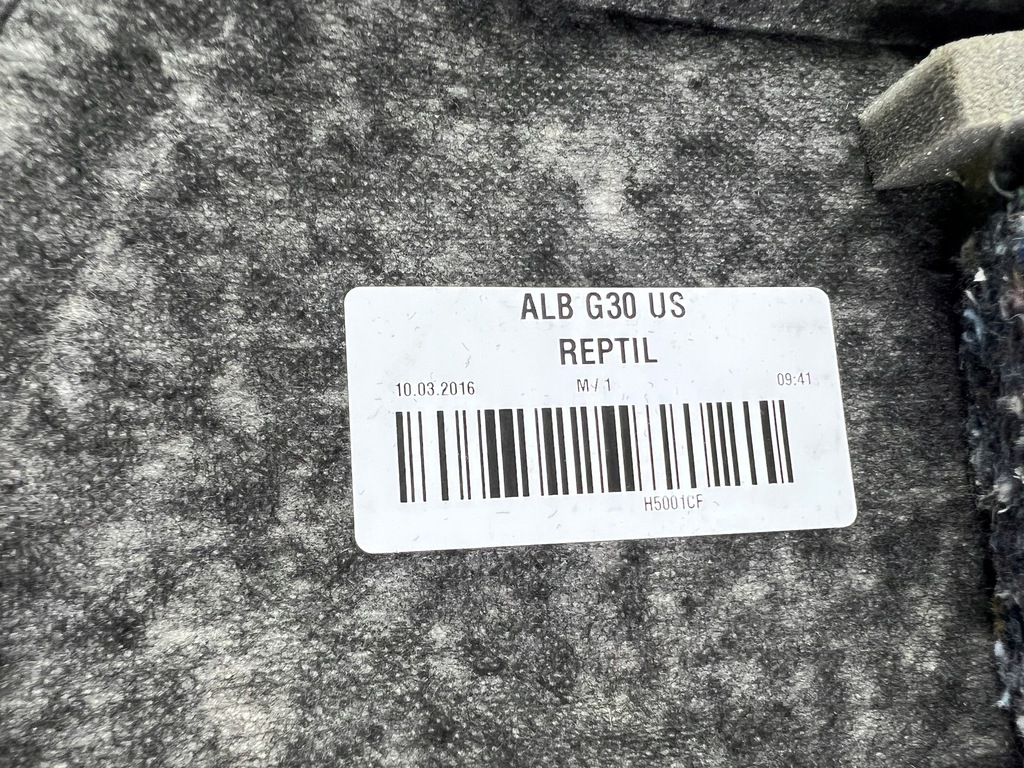 ALB G30 US
REPTIL
10.03.2016 M/1 09:41
H5001CF